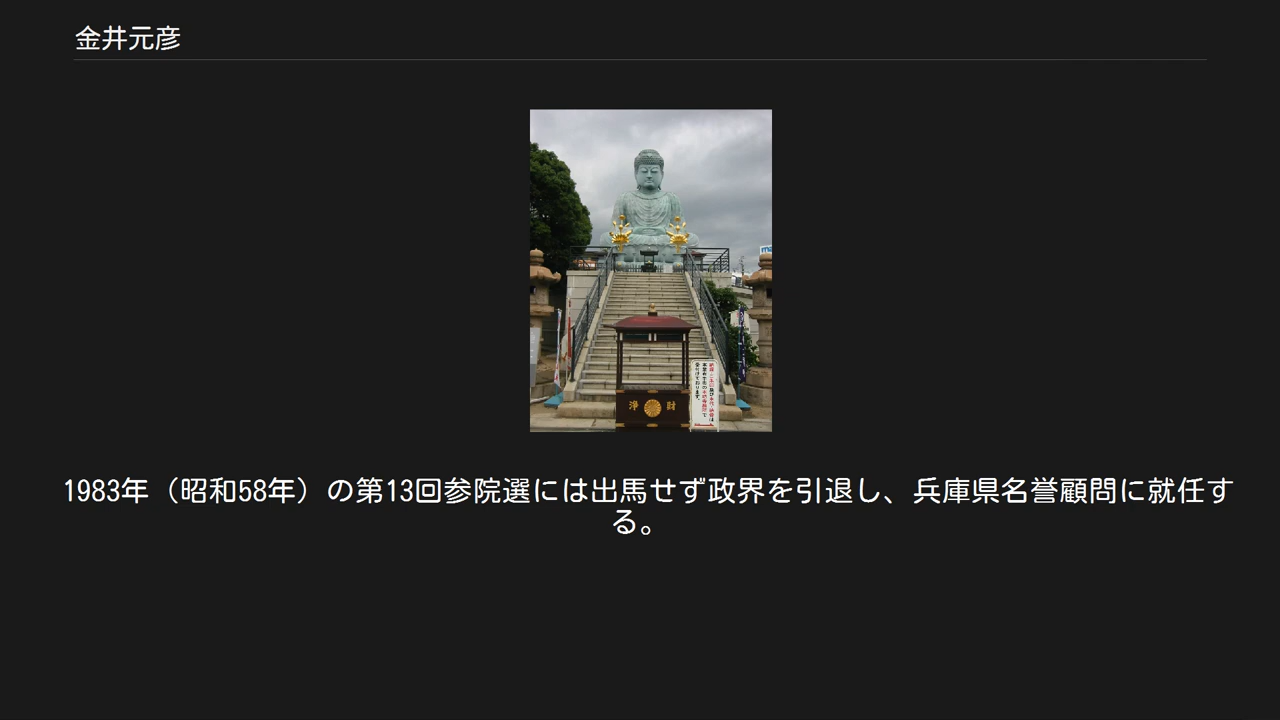 金井元彦
浄 財
1983年（昭和58年）の第13回参院選には出馬せず政界を引退し、兵庫県名誉顧問に就任す
る。